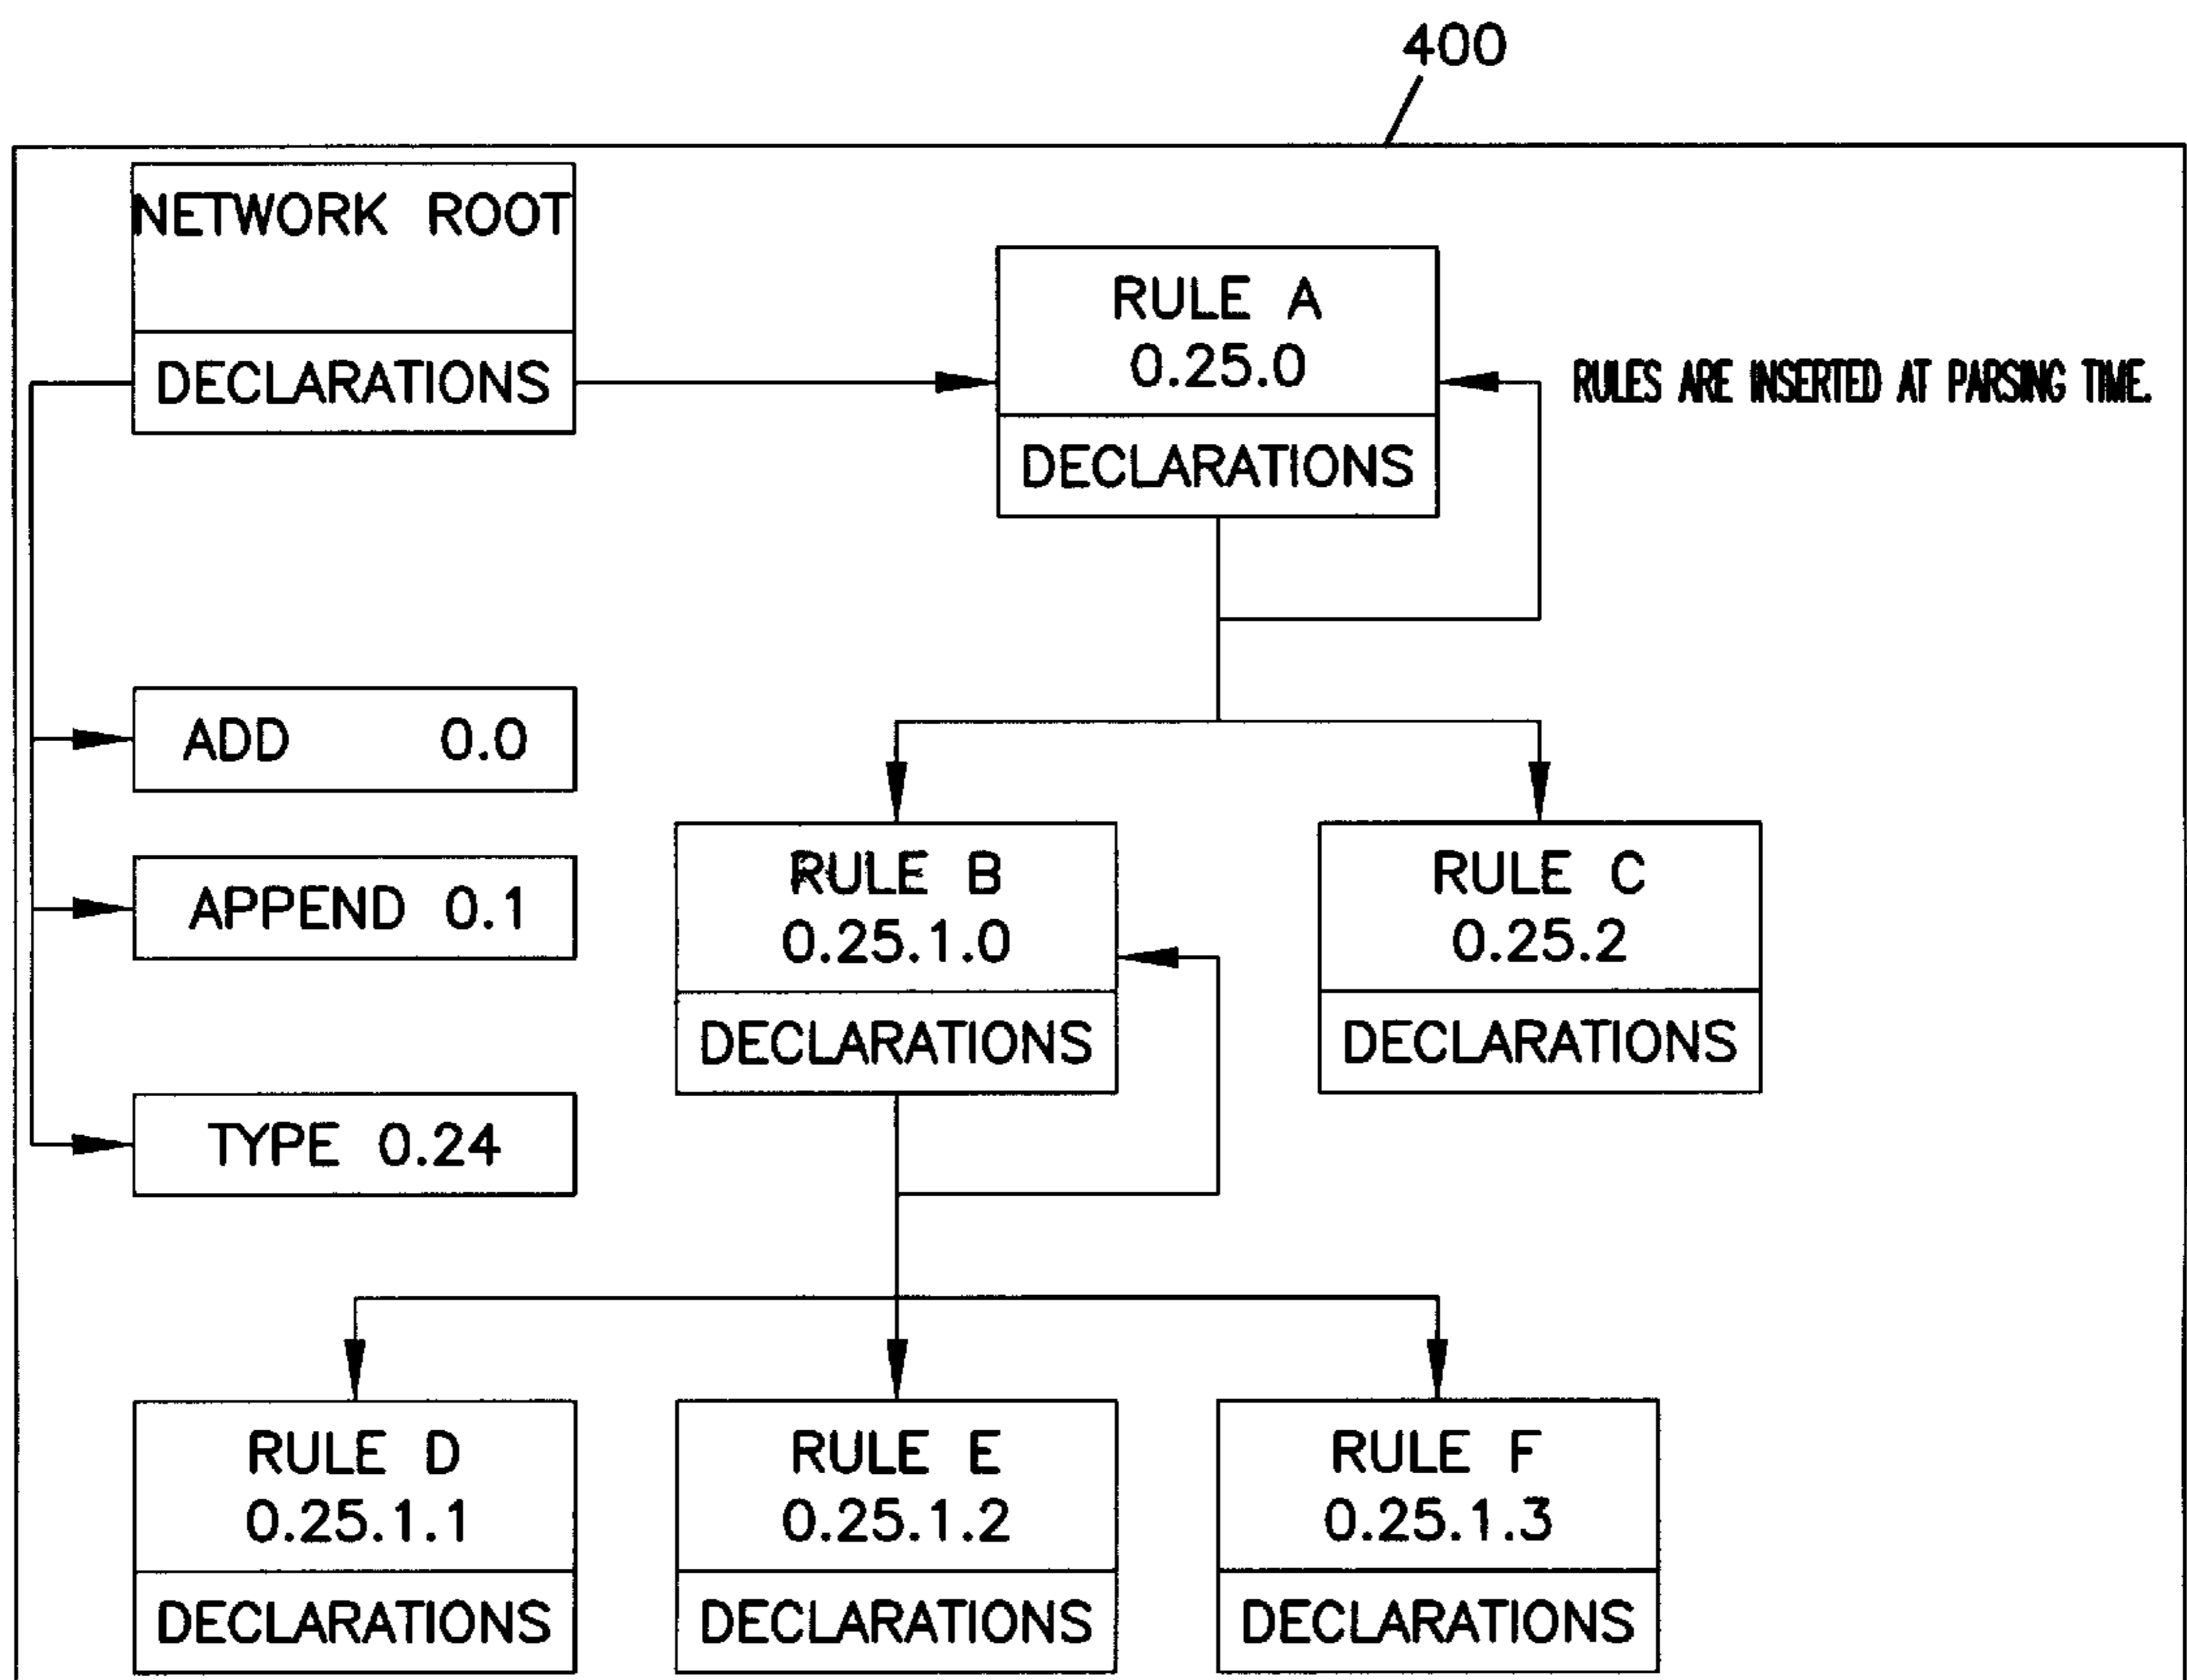 400
NETWORK ROOT
DECLARATIONS
RULE A
0.25.0
DECLARATIONS
RULES ARE INSERTED AT PARSING TIME.
ADD 0.0
APPEND 0.1
TYPE 0.24
RULE B
0.25.1.0
DECLARATIONS
RULE C
0.25.2
DECLARATIONS
RULE D
0.25.1.1
DECLARATIONS
RULE E
0.25.1.2
DECLARATIONS
RULE F
0.25.1.3
DECLARATIONS